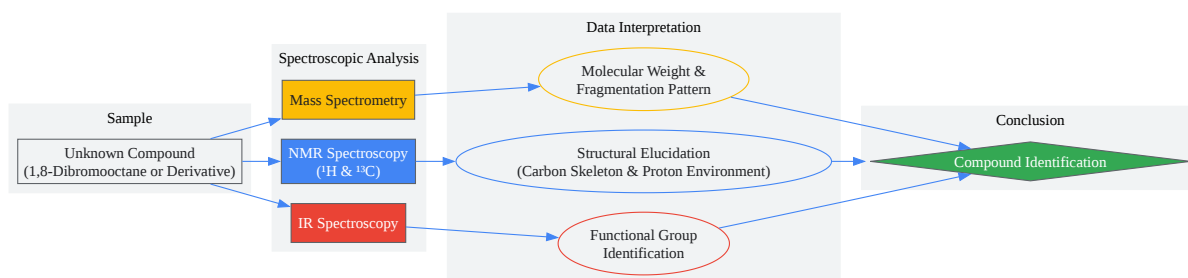 Sample
Unknown Compound
(1,8-Dibromooctane or Derivative)
Spectroscopic Analysis
Mass Spectrometry
NMR Spectroscopy
(¹H & ¹³C)
IR Spectroscopy
Data Interpretation
Molecular Weight &
Fragmentation Pattern
Structural Elucidation
(Carbon Skeleton & Proton Environment)
Functional Group
Identification
Conclusion
Compound Identification